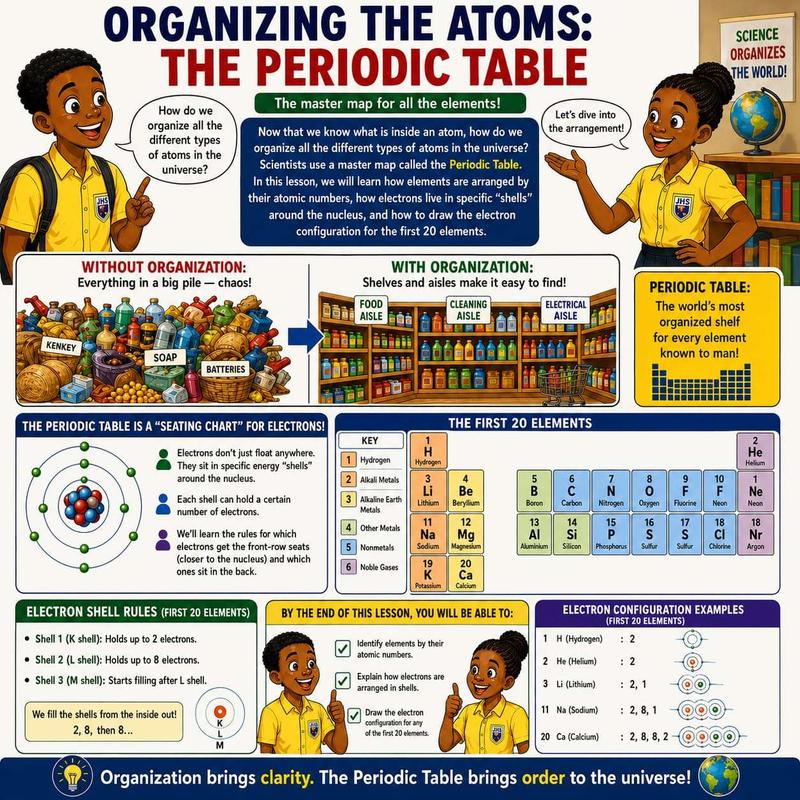 ORGANIZING THE ATOMS:
THE PERIODIC TABLE
The master map for all the elements!
SCIENCE
ORGANIZES
THE WORLD!
How do we
organize all the
different types
of atoms in the
universe?
Now that we know what is inside an atom, how do we
organize all the different types of atoms in the universe?
Scientists use a master map called the Periodic Table.
In this lesson, we will learn how elements are arranged by
their atomic numbers, how electrons live in specific energy “shells”
around the nucleus, and how to draw the electron
configuration for the first 20 elements.
Let's dive into
the arrangement!
JHS
JHS
WITHOUT ORGANIZATION:
Everything in a big pile — chaos!
KENKEY
SOAP
BATTERIES
WITH ORGANIZATION:
Shelves and aisles make it easy to find!
FOOD
AISLE
CLEANING
AISLE
ELECTRICAL
AISLE
PERIODIC TABLE:
The world's most
organized shelf
for every element
known to man!
THE PERIODIC TABLE IS A “SEATING CHART” FOR ELECTRONS!
Electrons don't just float anywhere.
They sit in specific energy “shells”
around the nucleus.
Each shell can hold a certain
number of electrons.
We'll learn the rules for which
electrons get the front-row seats
(closer to the nucleus) and which
ones sit in the back.
THE FIRST 20 ELEMENTS
KEY
1 Hydrogen
2 Alkali Metals
3 Alkaline Earth
Metals
4 Other Metals
5 Nonmetals
6 Noble Gases
1 2
H He
Hydrogen Helium
3 4 5 6 7 8 9 10 1
Li Be B C N O F F Ne
Lithium Beryllium Boron Carbon Nitrogen Oxygen Fluorine Neon Neon
11 12 13 14 15 16 17 18 18
Na Mg Al Si P S S Cl Nr
Sodium Magnesium Aluminium Silicon Phosphorus Sulfur Sulfur Chlorine Argon
19 20
K Ca
Potassium Calcium
ELECTRON SHELL RULES (FIRST 20 ELEMENTS)
• Shell 1 (K shell): Holds up to 2 electrons.
• Shell 2 (L shell): Holds up to 8 electrons.
• Shell 3 (M shell): Starts filling after L shell.
We fill the shells from the inside out!
2, 8, then 8...
K
L
M
BY THE END OF THIS LESSON, YOU WILL BE ABLE TO:
Identify elements by their
atomic numbers.
Explain how electrons are
arranged in shells.
Draw the electron
configuration for any
of the first 20 elements.
JHS
JHS
ELECTRON CONFIGURATION EXAMPLES
(FIRST 20 ELEMENTS)
1 H (Hydrogen) : 2
2 He (Helium) : 2
3 Li (Lithium) : 2, 1
11 Na (Sodium) : 2, 8, 1
20 Ca (Calcium) : 2, 8, 8, 2
Organization brings clarity. The Periodic Table brings order to the universe!